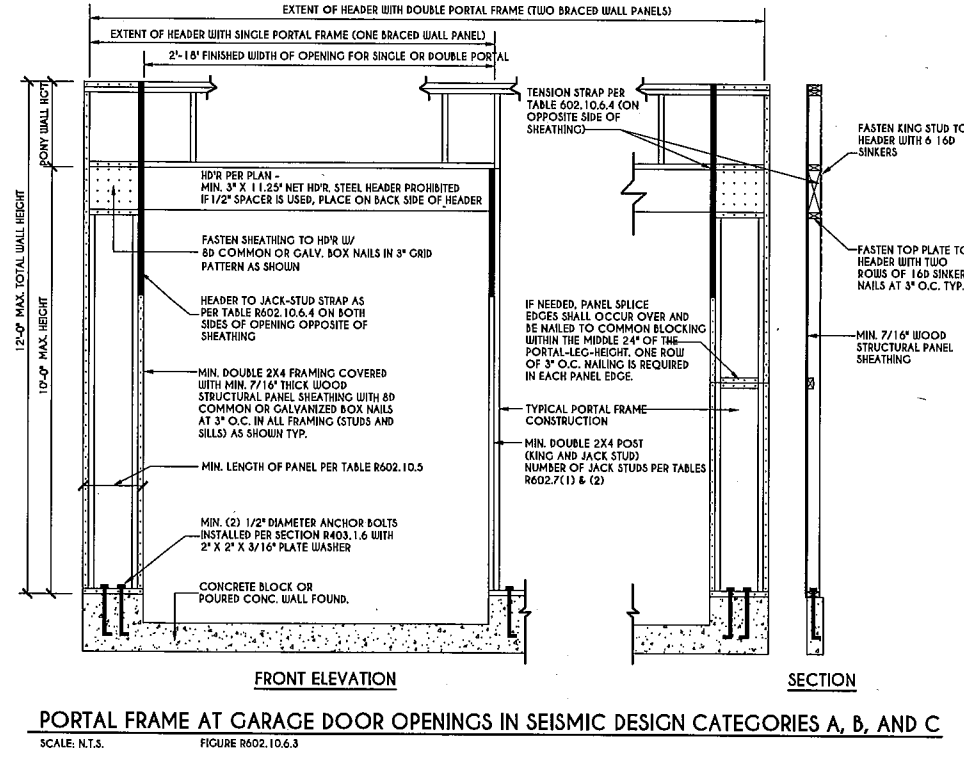 EXTENT OF HEADER WITH DOUBLE PORTAL FRAME (TWO BRACED WALL PANELS)
EXTENT OF HEADER WITH SINGLE PORTAL FRAME (ONE BRACED WALL PANEL)
2'-18' FINISHED WIDTH OF OPENING FOR SINGLE OR DOUBLE PORTAL
PONY WALL HG'T
12'-0" MAX. TOTAL WALL HEIGHT
10'-0" MAX. HEIGHT
TENSION STRAP PER
TABLE 602.10.6.4 (ON
OPPOSITE SIDE OF
SHEATHING)
FASTEN KING STUD TO
HEADER WITH 6 16D
SINKERS
HD'R PER PLAN -
MIN. 3" X 11.25" NET HD'R, STEEL HEADER PROHIBITED
IF 1/2" SPACER IS USED, PLACE ON BACK SIDE OF HEADER
FASTEN SHEATHING TO HD'R W/
8D COMMON OR GALV. BOX NAILS IN 3" GRID
PATTERN AS SHOWN
FASTEN TOP PLATE TO
HEADER WITH TWO
ROWS OF 16D SINKER
NAILS AT 3" O.C. TYP.
HEADER TO JACK-STUD STRAP AS
PER TABLE R602.10.6.4 ON BOTH
SIDES OF OPENING OPPOSITE OF
SHEATHING
IF NEEDED, PANEL SPLICE
EDGES SHALL OCCUR OVER AND
BE NAILED TO COMMON BLOCKING
WITHIN THE MIDDLE 24" OF THE
PORTAL-LEG-HEIGHT. ONE ROW
OF 3" O.C. NAILING IS REQUIRED
IN EACH PANEL EDGE.
MIN. 7/16" WOOD
STRUCTURAL PANEL
SHEATHING
MIN. DOUBLE 2X4 FRAMING COVERED
WITH MIN. 7/16" THICK WOOD
STRUCTURAL PANEL SHEATHING WITH 8D
COMMON OR GALVANIZED BOX NAILS
AT 3" O.C. IN ALL FRAMING (STUDS AND
SILLS) AS SHOWN TYP.
TYPICAL PORTAL FRAME
CONSTRUCTION
MIN. DOUBLE 2X4 POST
(KING AND JACK STUD)
NUMBER OF JACK STUDS PER TABLES
R602.7(1) & (2)
MIN. LENGTH OF PANEL PER TABLE R602.10.5
MIN. (2) 1/2" DIAMETER ANCHOR BOLTS
INSTALLED PER SECTION R403.1.6 WITH
2" X 2" X 3/16" PLATE WASHER
CONCRETE BLOCK OR
POURED CONC. WALL FOUND.
FRONT ELEVATION
SECTION
PORTAL FRAME AT GARAGE DOOR OPENINGS IN SEISMIC DESIGN CATEGORIES A, B, AND C
SCALE: N.T.S.
FIGURE R602.10.6.3